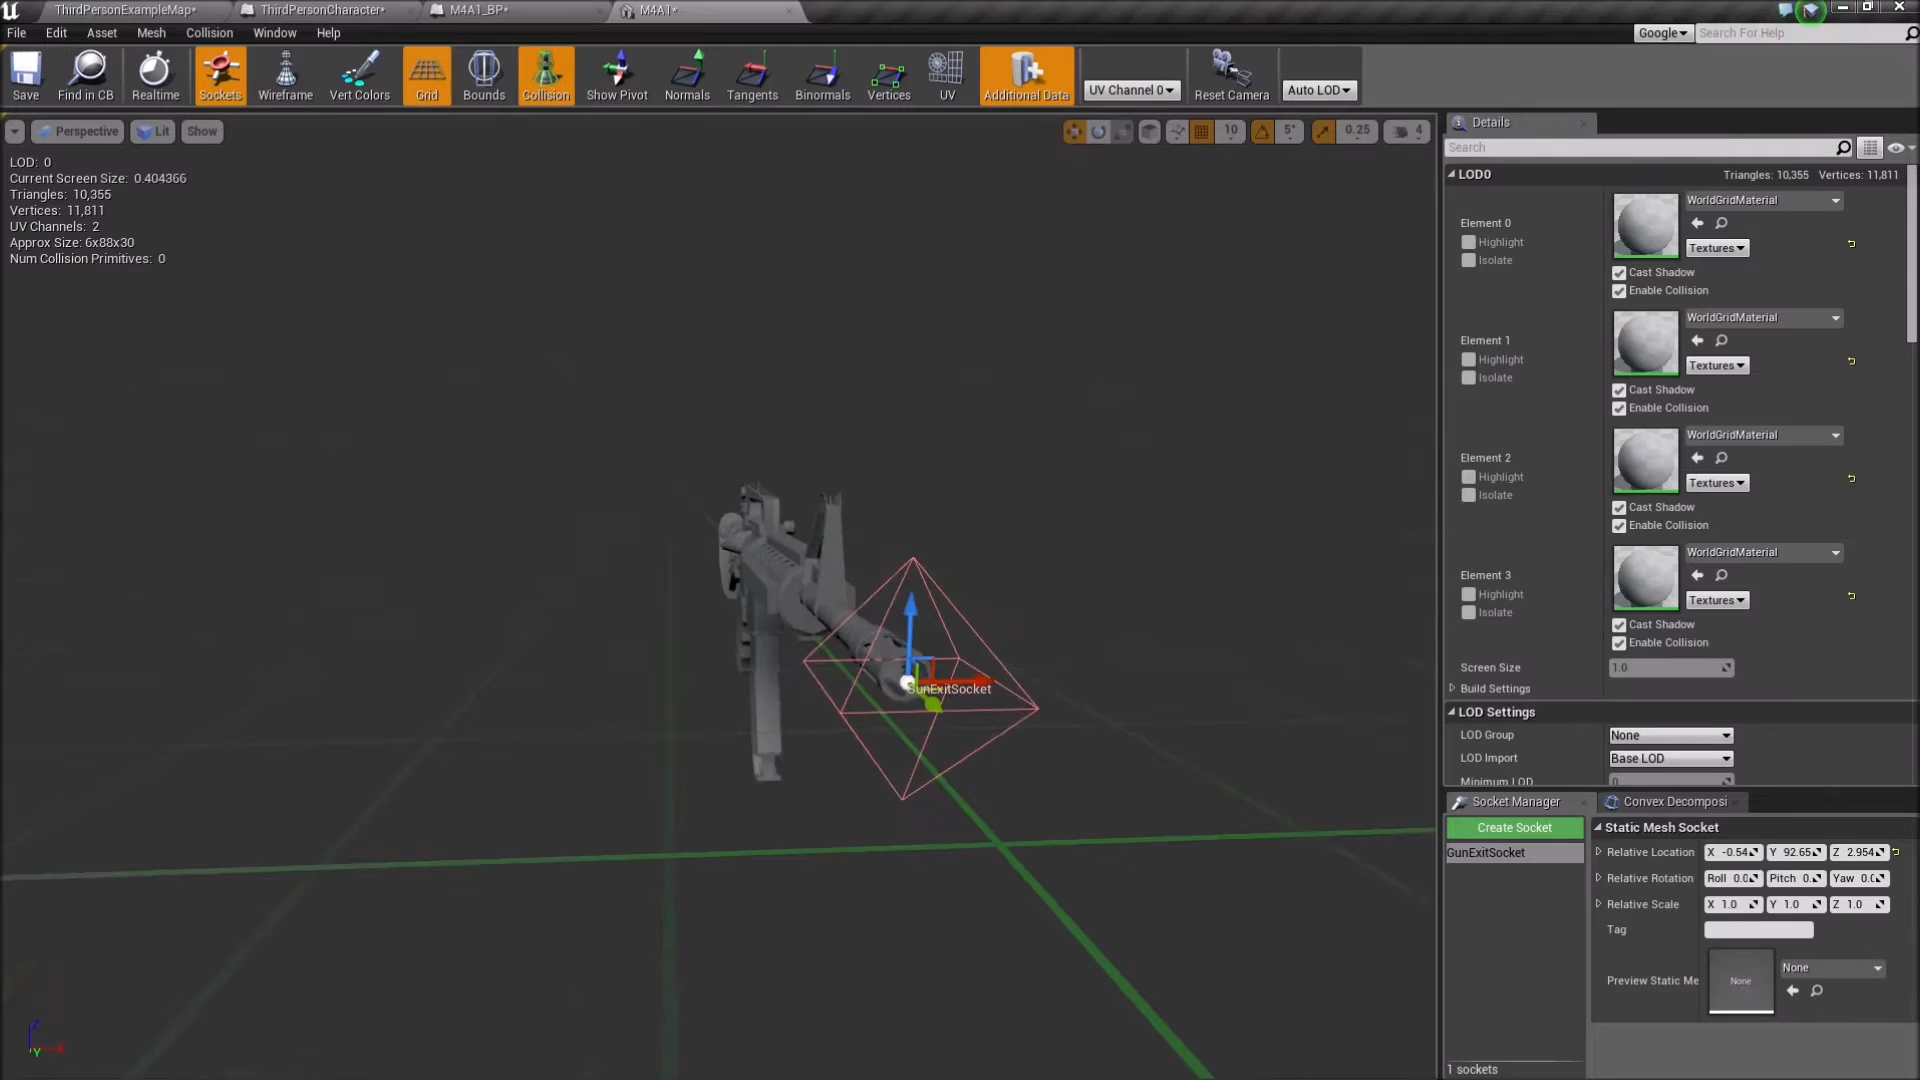 ThirdPersonExampleMap*
ThirdPersonCharacter*
M4A1_BP*
M4A1*
File Edit Asset Mesh Collision Window Help
Google
Search For Help
Save
Find in CB
Realtime
Sockets
Wireframe
Vert Colors
Grid
Bounds
Collision
Show Pivot
Normals
Tangents
Binormals
Vertices
UV
Additional Data
UV Channel 0
Reset Camera
Auto LOD
Perspective Lit Show
10 5° 0.25 4
LOD: 0
Current Screen Size: 0.404366
Triangles: 10,355
Vertices: 11,811
UV Channels: 2
Approx Size: 6x88x30
Num Collision Primitives: 0
GunExitSocket
Z
X
Y
Details
Search
LOD0 Triangles: 10,355 Vertices: 11,811
Element 0
Highlight
Isolate
WorldGridMaterial
Textures
Cast Shadow
Enable Collision
Element 1
Highlight
Isolate
WorldGridMaterial
Textures
Cast Shadow
Enable Collision
Element 2
Highlight
Isolate
WorldGridMaterial
Textures
Cast Shadow
Enable Collision
Element 3
Highlight
Isolate
WorldGridMaterial
Textures
Cast Shadow
Enable Collision
Screen Size 1.0
Build Settings
LOD Settings
LOD Group None
LOD Import Base LOD
Minimum LOD 0
Socket Manager
Convex Decomposi
Create Socket
GunExitSocket
1 sockets
Static Mesh Socket
Relative Location X -0.54 Y 92.65 Z 2.954
Relative Rotation Roll 0.0 Pitch 0. Yaw 0.0
Relative Scale X 1.0 Y 1.0 Z 1.0
Tag
Preview Static Me None None